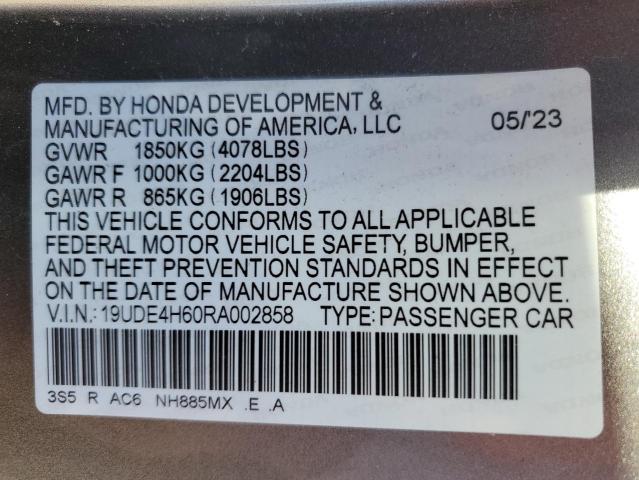 MFD. BY HONDA DEVELOPMENT &
MANUFACTURING OF AMERICA, LLC 05/'23
GVWR 1850KG (4078LBS)
GAWR F 1000KG (2204LBS)
GAWR R 865KG (1906LBS)
THIS VEHICLE CONFORMS TO ALL APPLICABLE
FEDERAL MOTOR VEHICLE SAFETY, BUMPER,
AND THEFT PREVENTION STANDARDS IN EFFECT
ON THE DATE OF MANUFACTURE SHOWN ABOVE.
V.I.N.: 19UDE4H60RA002858 TYPE: PASSENGER CAR
3S5 R AC6 NH885MX .E .A